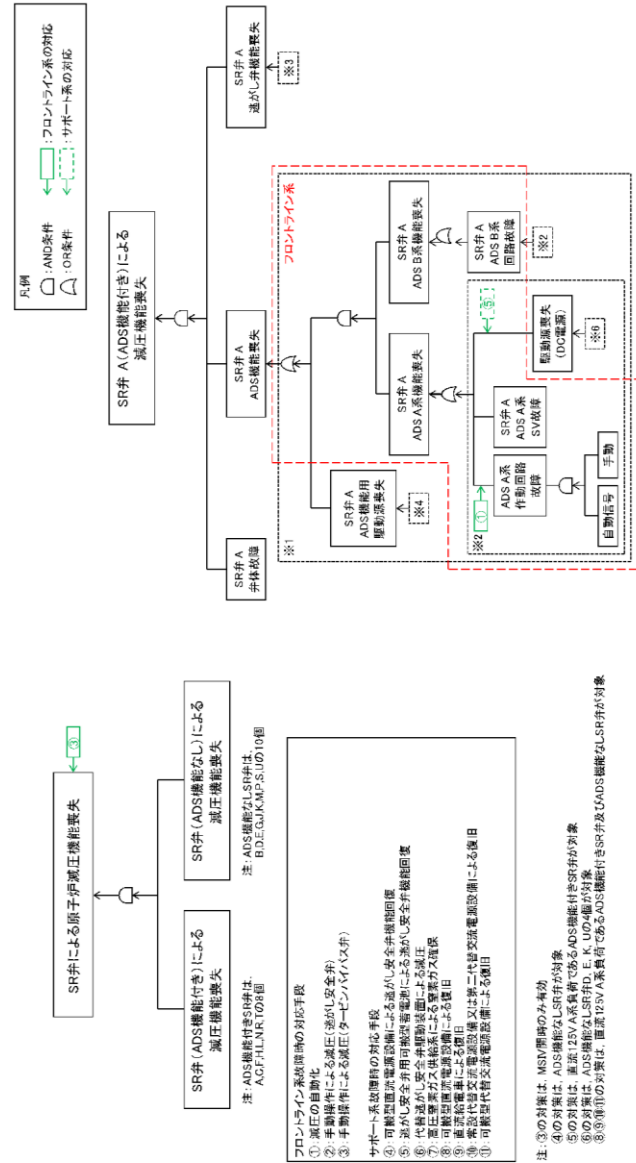 SR弁による原子炉減圧機能喪失
③
SR弁(ADS機能付き)による
減圧機能喪失
注:ADS機能付きSR弁は、
A,C,F,H,L,N,R,Tの8個
SR弁(ADS機能なし)による
減圧機能喪失
注:ADS機能なしSR弁は、
B,D,E,G,J,K,M,P,S,Uの10個
フロントライン系故障時の対応手段
①:減圧の自動化
②:手動操作による減圧(逃がし安全弁)
③:手動操作による減圧(タービンバイパス弁)
サポート系故障時の対応手段
④:可搬型直流電源設備による逃がし安全弁機能回復
⑤:逃がし安全弁用可搬型蓄電池による逃がし安全弁機能回復
⑥:代替逃がし安全弁駆動装置による減圧
⑦:高圧窒素ガス供給系による窒素ガス確保
⑧:可搬型直流電源設備による復旧
⑨:直流給電車による復旧
⑩:常設代替交流電源設備又は第二代替交流電源設備による復旧
⑪:可搬型代替交流電源設備による復旧
注:③の対策は、MSIV開時のみ有効
④の対策は、ADS機能なしSR弁が対象
⑤の対策は、直流125V A系負荷であるADS機能付きSR弁が対象
⑥の対策は、ADS機能なしSR弁D, E, K, Uの4個が対象
⑧⑨⑩⑪の対策は、直流125V A系負荷であるADS機能付きSR弁及びADS機能なしSR弁が対象
凡例
:AND条件
:OR条件
:フロントライン系の対応
:サポート系の対応
SR弁 A(ADS機能付き)による
減圧機能喪失
SR弁 A
弁体故障
SR弁 A
ADS機能喪失
SR弁 A
逃がし弁機能喪失
※3
※1
フロントライン系
SR弁 A
ADS機能用
駆動源喪失
※4
SR弁 A
ADS A系機能喪失
SR弁 A
ADS B系機能喪失
SR弁 A
ADS B系
回路故障
※2
※2
①
⑤
ADS A系
作動回路
故障
SR弁 A
ADS A系
SV故障
駆動源喪失
(DC電源)
※6
自動信号
手動